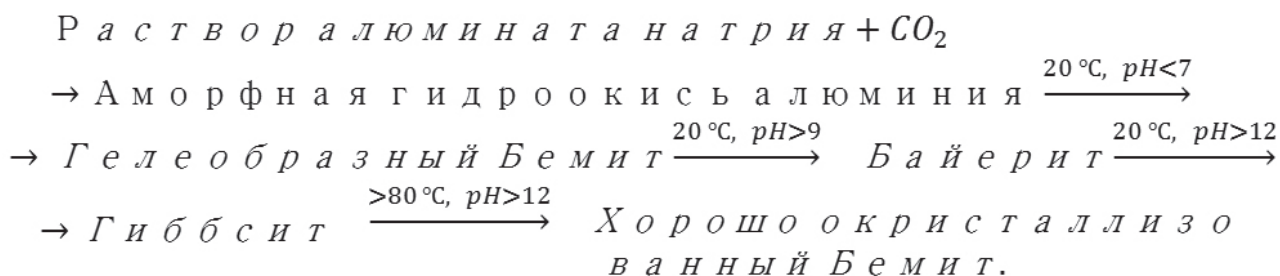 Раствор алюмината натрия+CO₂
→ Аморфная гидроокись алюминия 20 °C, pH<7 →
→ Гелеобразный Бемит 20 °C, pH>9 → Байерит 20 °C, pH>12 →
→ Гиббсит >80 °C, pH>12 → Хорошо окристаллизо
ванный Бемит.